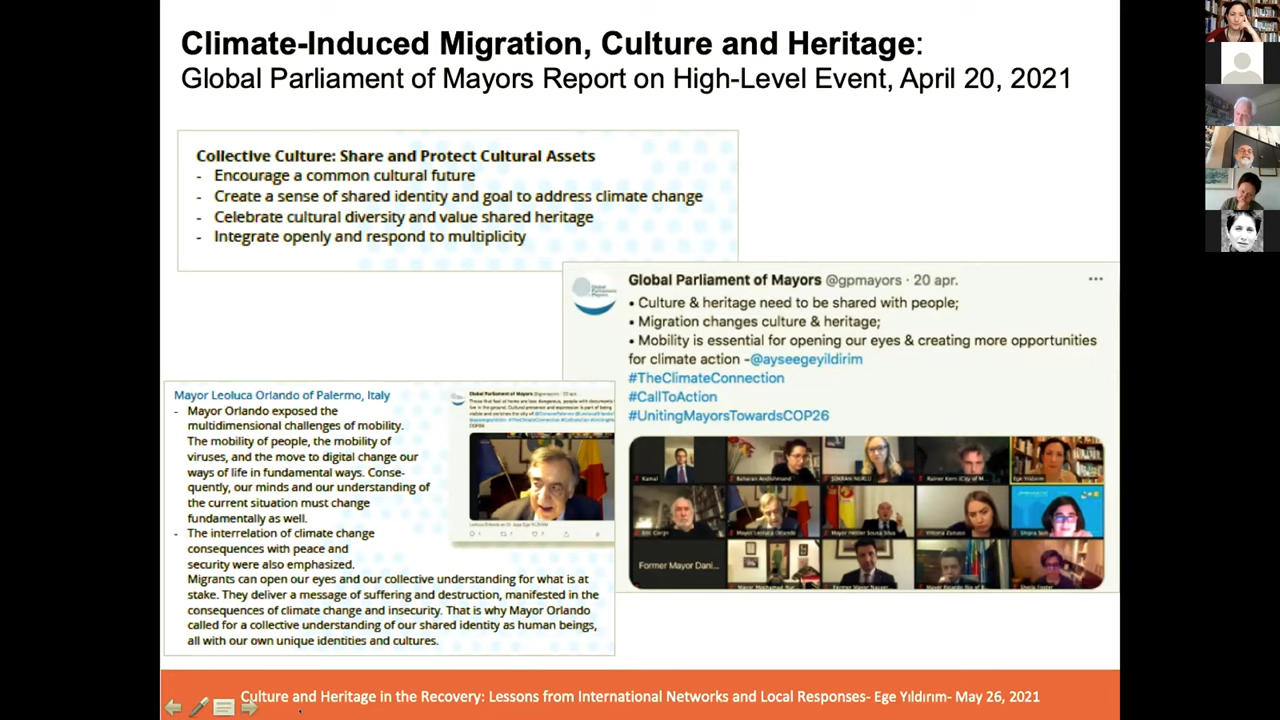 Climate-Induced Migration, Culture and Heritage:
Global Parliament of Mayors Report on High-Level Event, April 20, 2021
Collective Culture: Share and Protect Cultural Assets
- Encourage a common cultural future
- Create a sense of shared identity and goal to address climate change
- Celebrate cultural diversity and value shared heritage
- Integrate openly and respond to multiplicity
Global Parliament of Mayors @gpmayors · 20 apr.
• Culture & heritage need to be shared with people;
• Migration changes culture & heritage;
• Mobility is essential for opening our eyes & creating more opportunities
for climate action -@ayseegeyildirim
#TheClimateConnection
#CallToAction
#UnitingMayorsTowardsCOP26
Kamal
Rainer Kern (City of M...
Ege Yıldırım
Eric Corijn
Mayor Leoluca Orlando
Former Mayor Dani...
Mayor Leoluca Orlando of Palermo, Italy
- Mayor Orlando exposed the
multidimensional challenges of mobility.
The mobility of people, the mobility of
viruses, and the move to digital change our
ways of life in fundamental ways. Conse-
quently, our minds and our understanding of
the current situation must change
fundamentally as well.
- The interrelation of climate change
consequences with peace and
security were also emphasized.
Migrants can open our eyes and our collective understanding for what is at
stake. They deliver a message of suffering and destruction, manifested in the
consequences of climate change and insecurity. That is why Mayor Orlando
called for a collective understanding of our shared identity as human beings,
all with our own unique identities and cultures.
Global Parliament of Mayors
Culture and Heritage in the Recovery: Lessons from International Networks and Local Responses- Ege Yıldırım- May 26, 2021